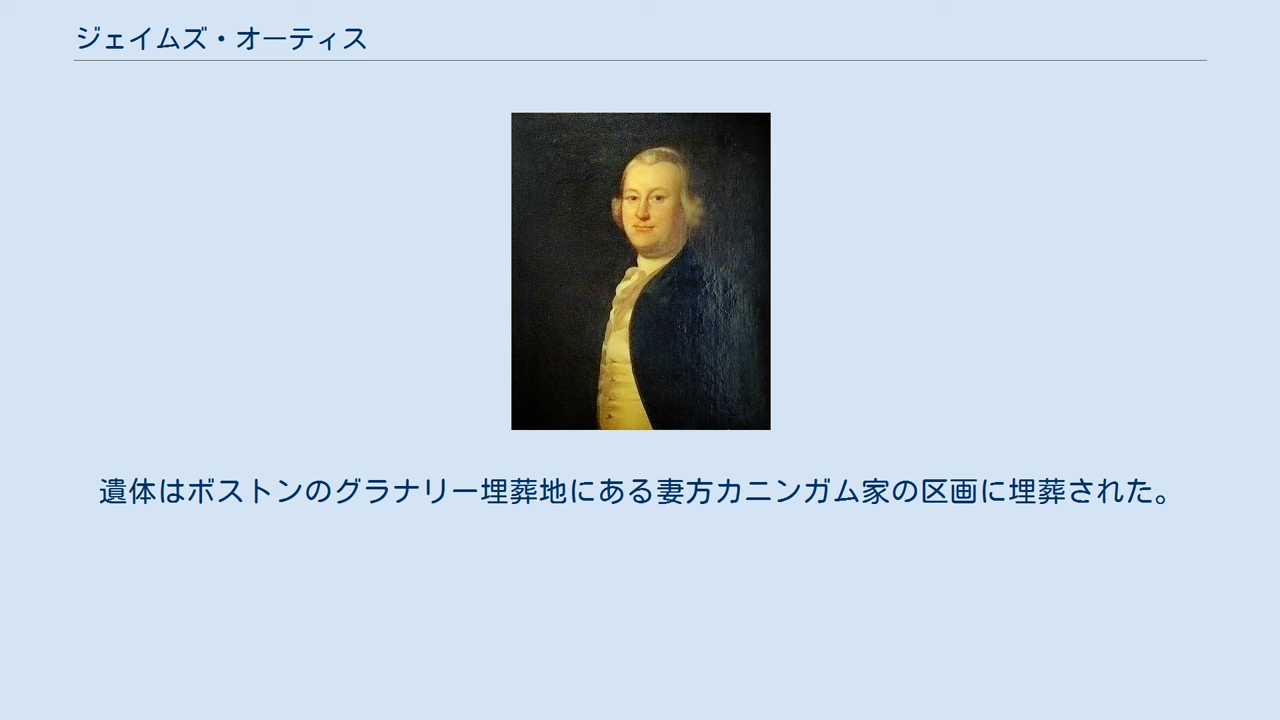 ジェイムズ・オーティス
遺体はボストンのグラナリー埋葬地にある妻方カニンガム家の区画に埋葬された。